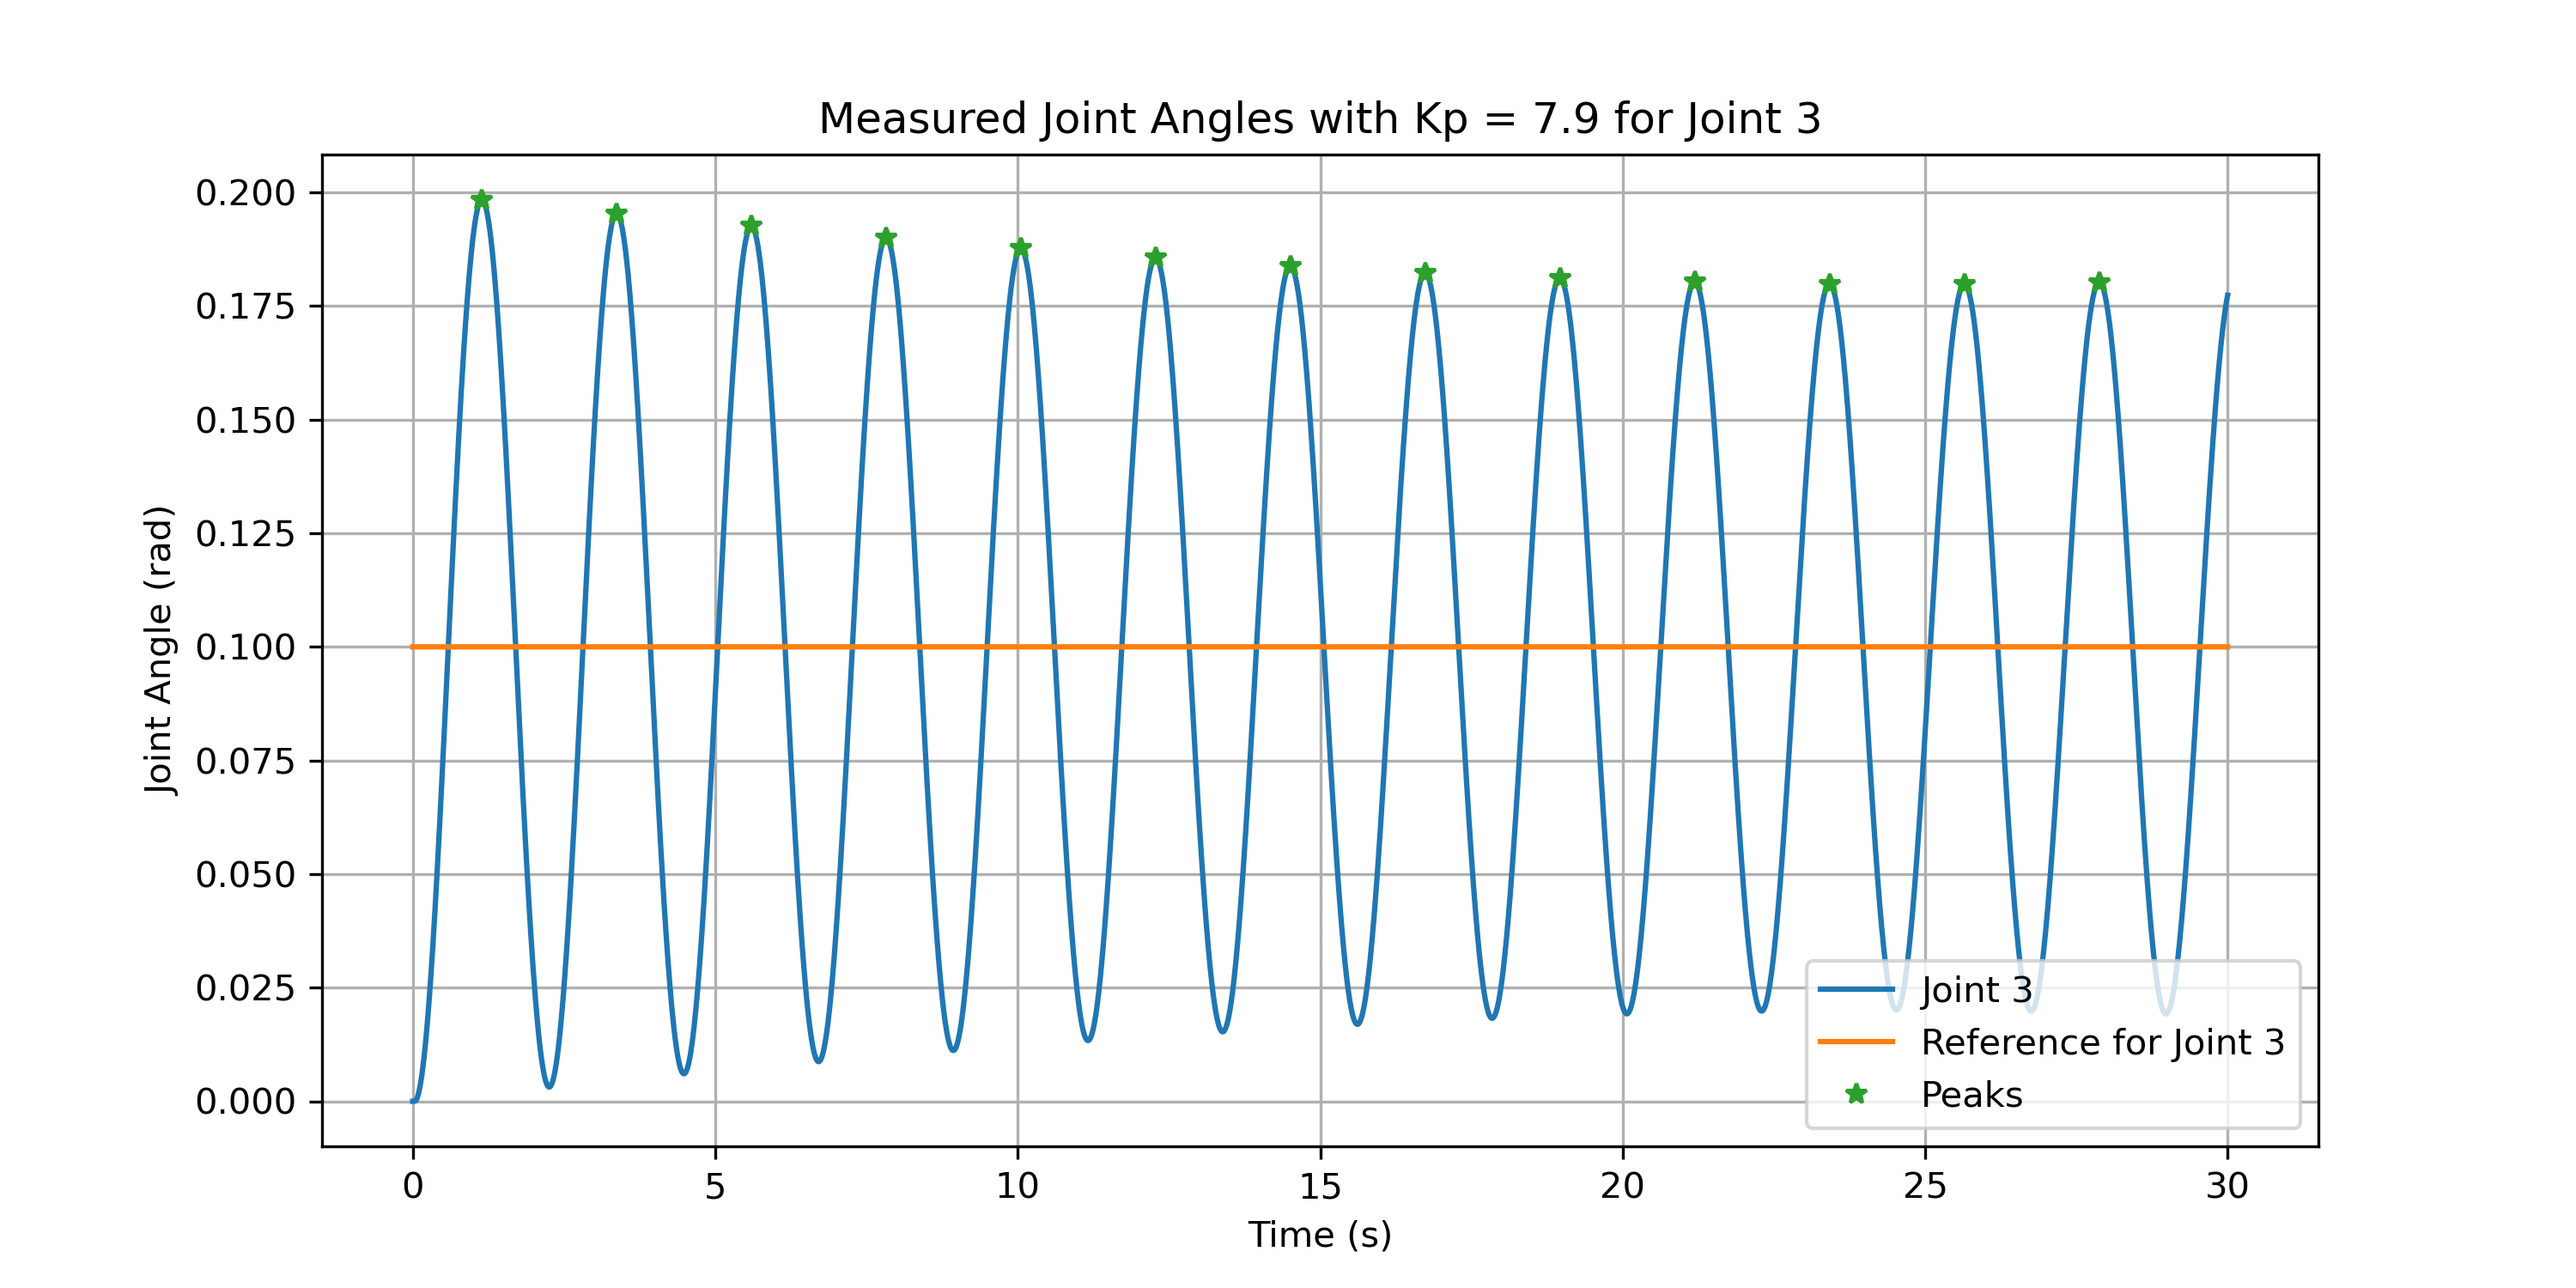 Measured Joint Angles with Kp = 7.9 for Joint 3
Joint Angle (rad)
0.200
0.175
0.150
0.125
0.100
0.075
0.050
0.025
0.000
Joint 3
Reference for Joint 3
Peaks
0 5 10 15 20 25 30
Time (s)